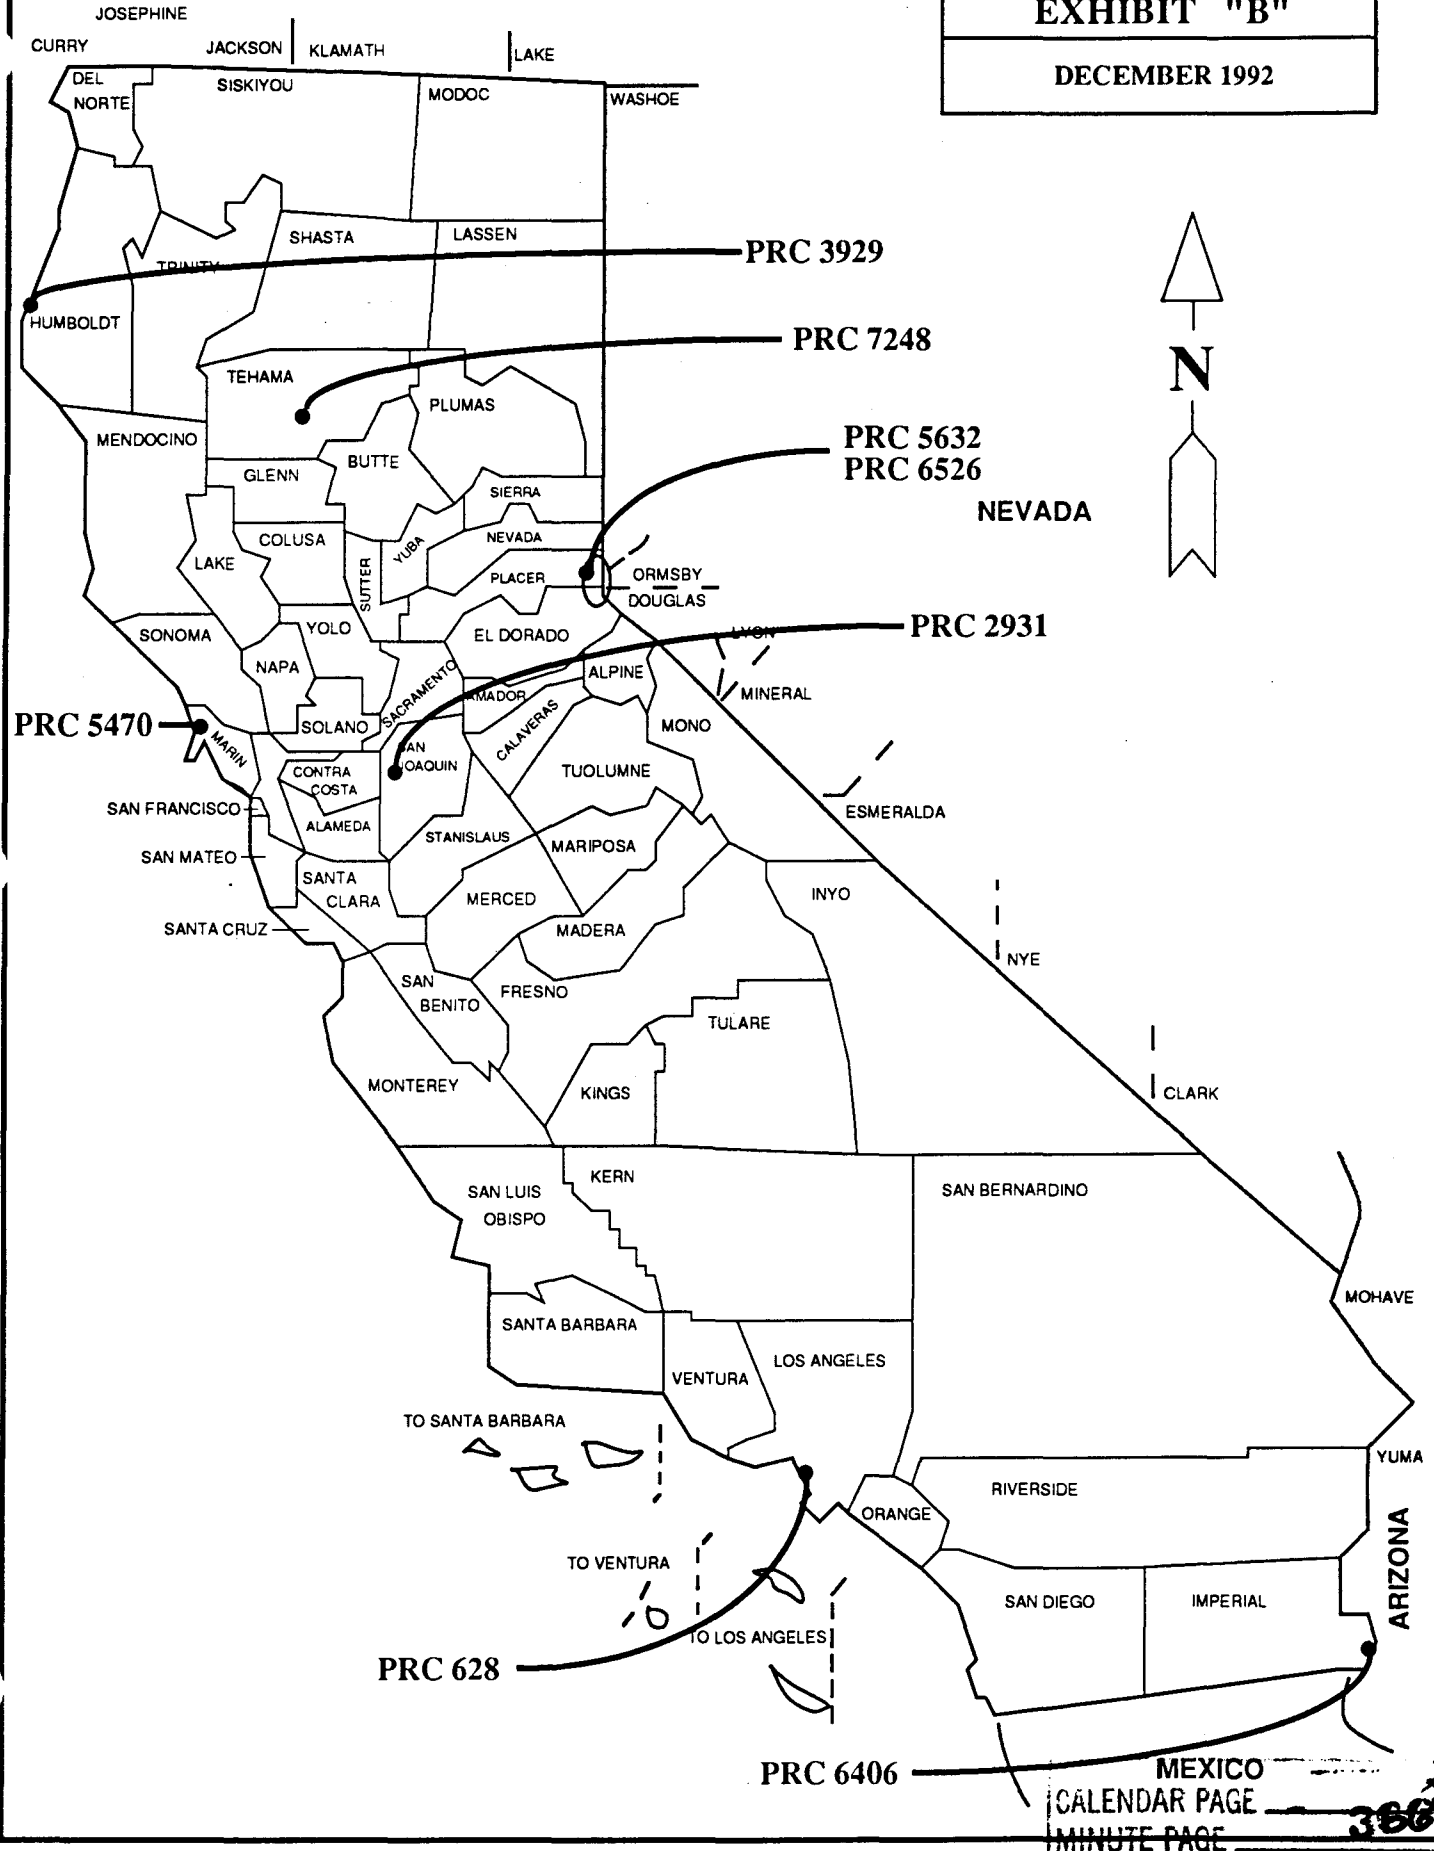 EXHIBIT "B"
DECEMBER 1992
JOSEPHINE
CURRY
JACKSON
KLAMATH
LAKE
DEL
NORTE
SISKIYOU
MODOC
WASHOE
SHASTA
LASSEN
PRC 3929
TRINITY
HUMBOLDT
PRC 7248
N
TEHAMA
PLUMAS
MENDOCINO
PRC 5632
PRC 6526
BUTTE
GLENN
SIERRA
NEVADA
COLUSA
NEVADA
YUBA
LAKE
SUTTER
PLACER
ORMSBY
DOUGLAS
SONOMA
YOLO
EL DORADO
PRC 2931
LYON
NAPA
SACRAMENTO
ALPINE
AMADOR
MINERAL
PRC 5470
SOLANO
CALAVERAS
MONO
MARIN
SAN
JOAQUIN
CONTRA
COSTA
TUOLUMNE
SAN FRANCISCO
ESMERALDA
ALAMEDA
STANISLAUS
MARIPOSA
SAN MATEO
SANTA
CLARA
MERCED
INYO
SANTA CRUZ
MADERA
NYE
SAN
BENITO
FRESNO
TULARE
MONTEREY
KINGS
CLARK
KERN
SAN LUIS
OBISPO
SAN BERNARDINO
MOHAVE
SANTA BARBARA
LOS ANGELES
VENTURA
TO SANTA BARBARA
YUMA
RIVERSIDE
ORANGE
ARIZONA
TO VENTURA
SAN DIEGO
IMPERIAL
TO LOS ANGELES
PRC 628
PRC 6406
MEXICO
CALENDAR PAGE
MINUTE PAGE